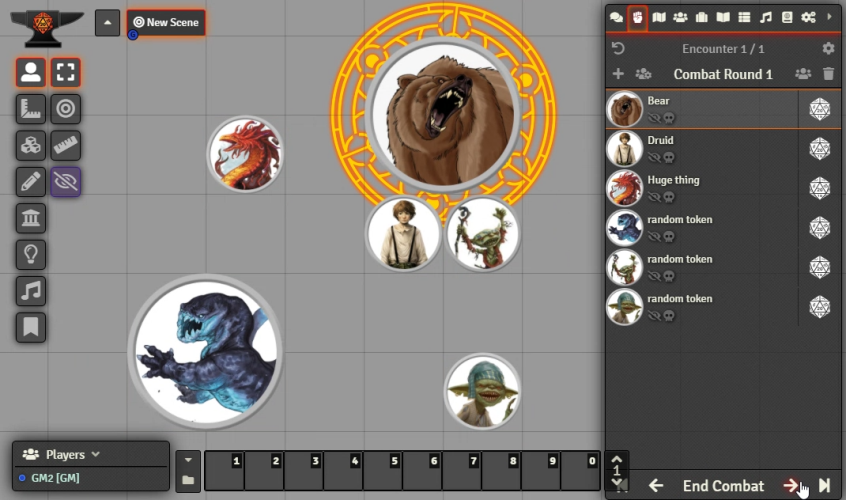 New Scene
G
Encounter 1 / 1
Combat Round 1
Bear
Druid
Huge thing
random token
random token
random token
Players
GM2 [GM]
1 2 3 4 5 6 7 8 9 0
1
End Combat